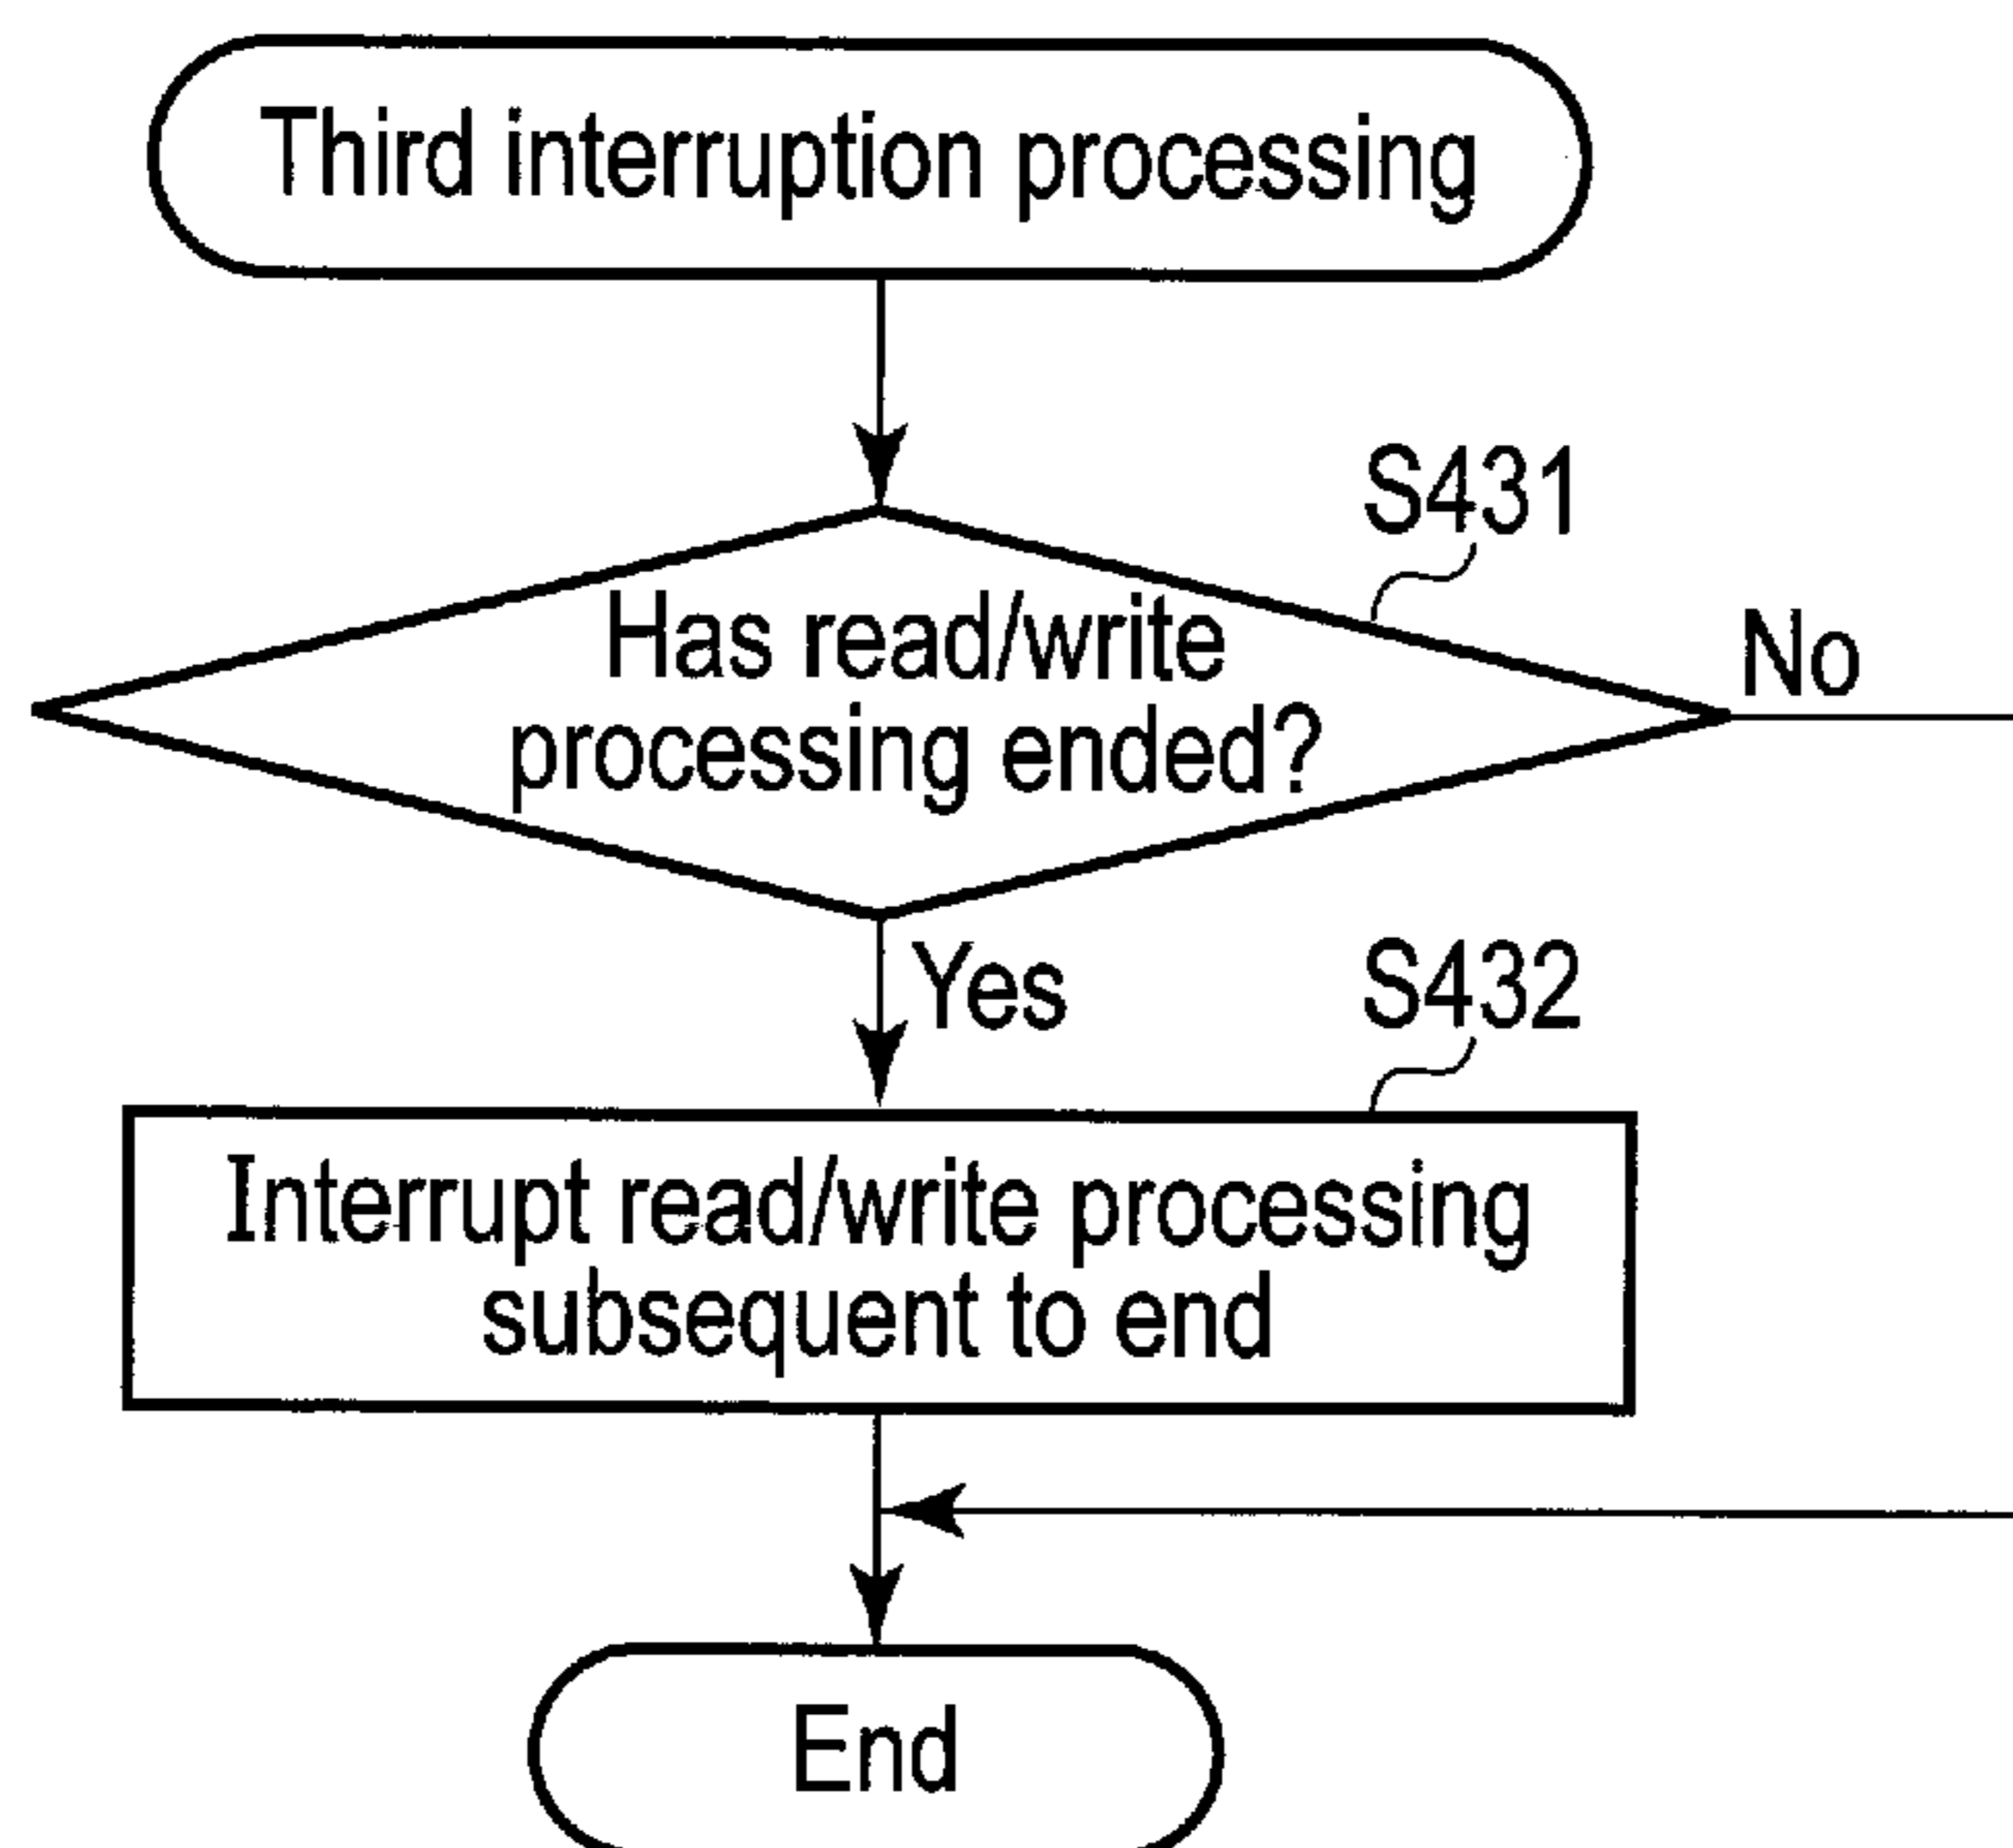 Third interruption processing
S431
Has read/write
processing ended?
No
Yes
S432
Interrupt read/write processing
subsequent to end
End